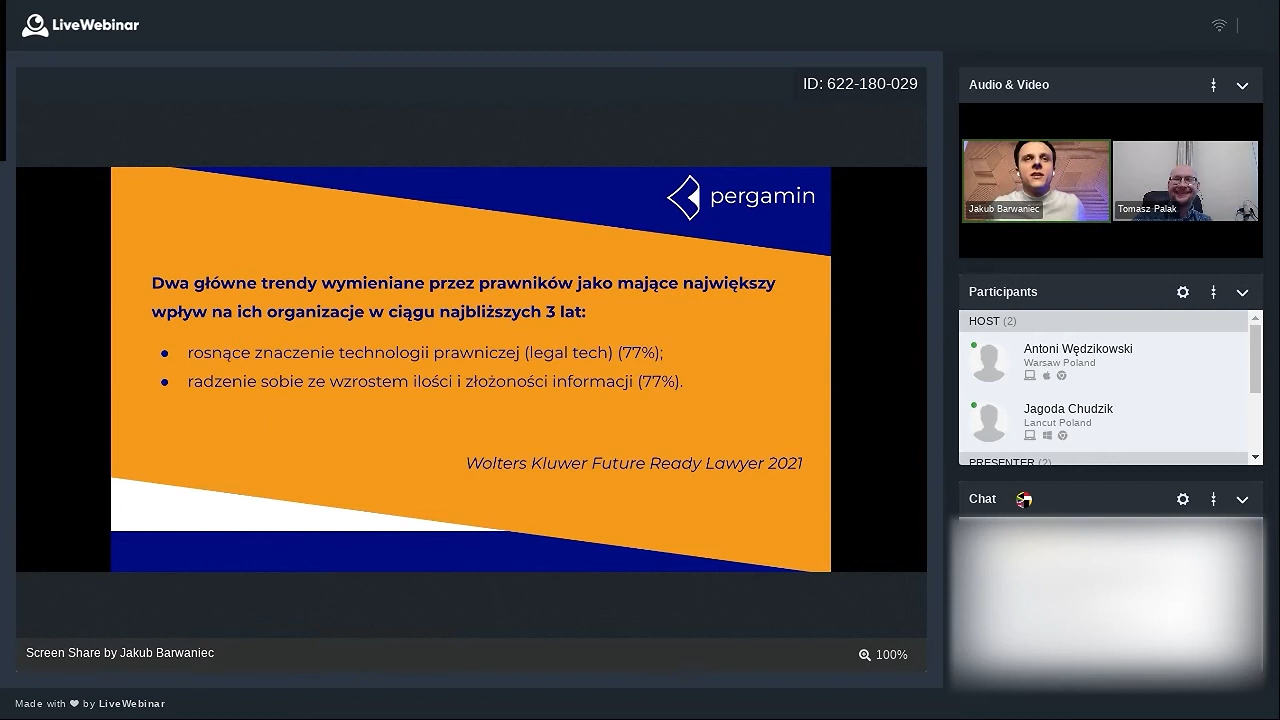 LiveWebinar
ID: 622-180-029
pergamin
Dwa główne trendy wymieniane przez prawników jako mające największy
wpływ na ich organizacje w ciągu najbliższych 3 lat:
● rosnące znaczenie technologii prawniczej (legal tech) (77%);
● radzenie sobie ze wzrostem ilości i złożoności informacji (77%).
Wolters Kluwer Future Ready Lawyer 2021
Screen Share by Jakub Barwaniec
100%
Audio & Video
Jakub Barwaniec
Tomasz Palak
Participants
HOST (2)
Antoni Wędzikowski
Warsaw Poland
Jagoda Chudzik
Lancut Poland
PRESENTER (2)
Chat
Made with ❤ by LiveWebinar